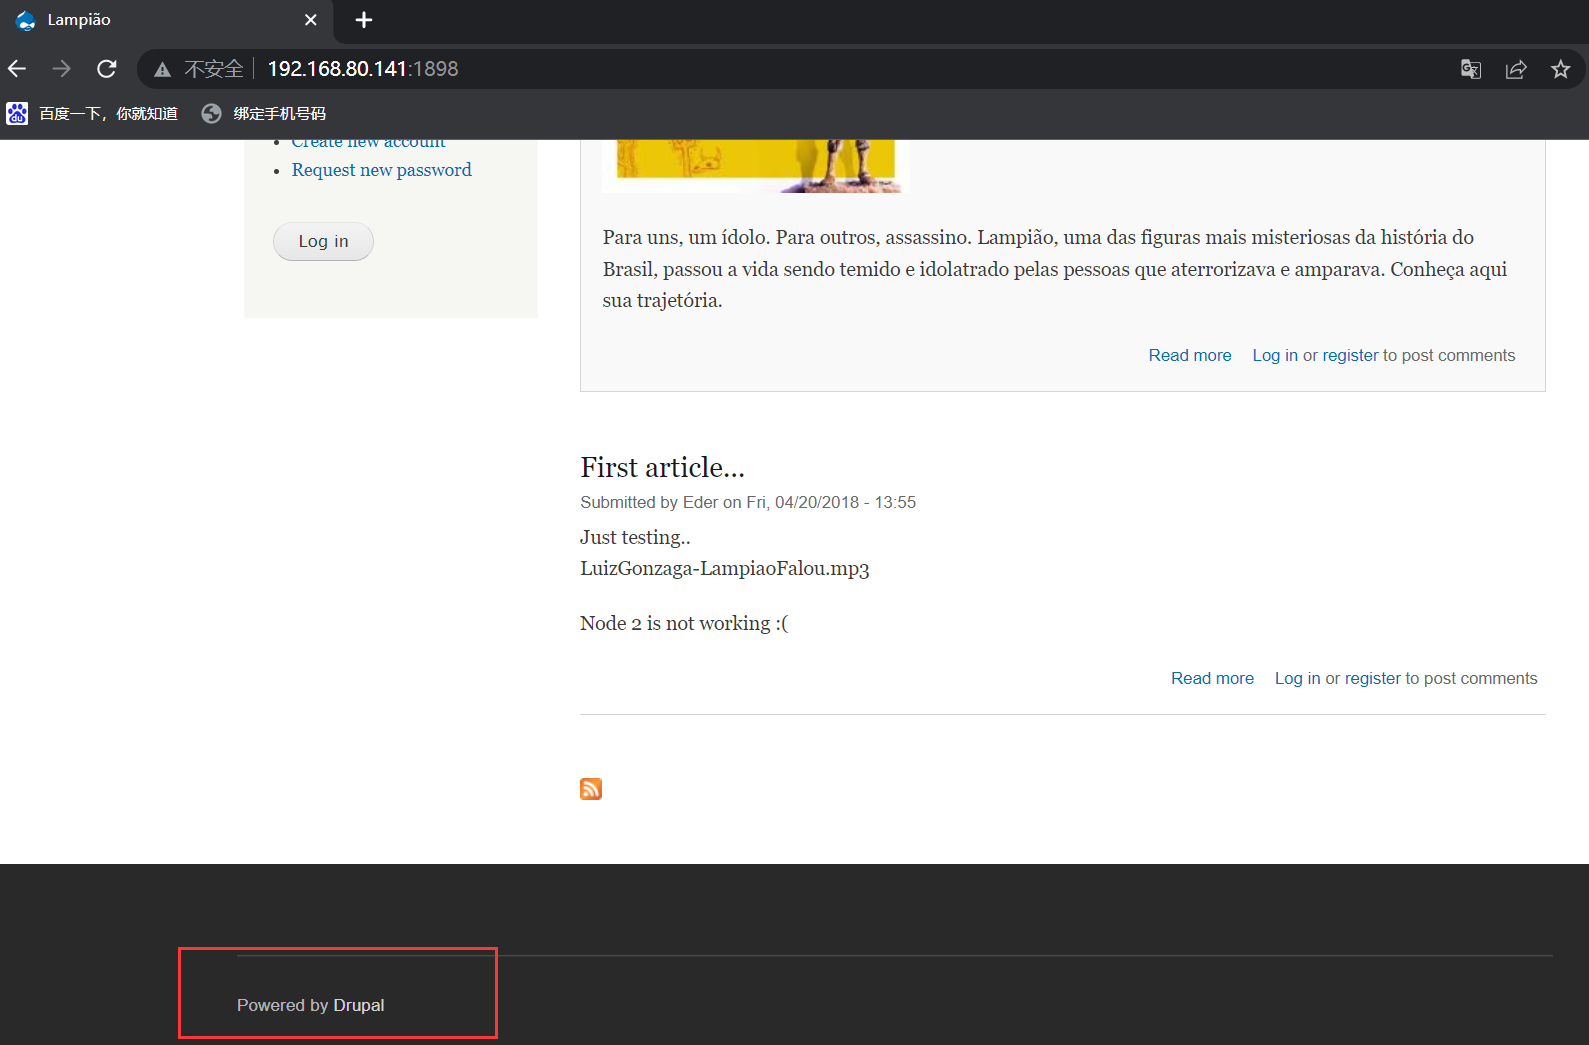 Lampião
不安全 192.168.80.141:1898
百度一下，你就知道 绑定手机号码
Create new account
Request new password
Log in
Para uns, um ídolo. Para outros, assassino. Lampião, uma das figuras mais misteriosas da história do
Brasil, passou a vida sendo temido e idolatrado pelas pessoas que aterrorizava e amparava. Conheça aqui
sua trajetória.
Read more Log in or register to post comments
First article...
Submitted by Eder on Fri, 04/20/2018 - 13:55
Just testing..
LuizGonzaga-LampiaoFalou.mp3
Node 2 is not working :(
Read more Log in or register to post comments
Powered by Drupal